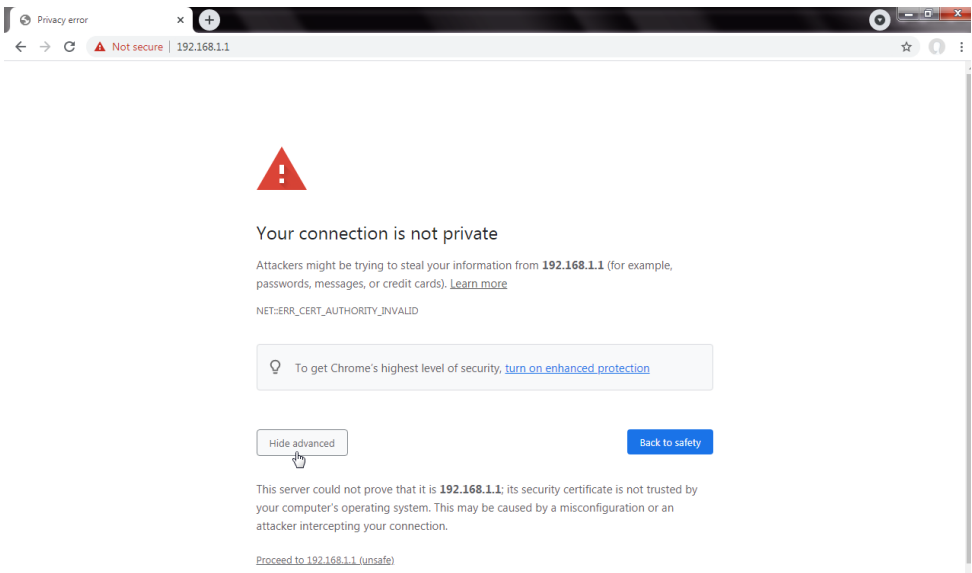 Privacy error
Not secure 192.168.1.1
Your connection is not private
Attackers might be trying to steal your information from 192.168.1.1 (for example,
passwords, messages, or credit cards). Learn more
NET::ERR_CERT_AUTHORITY_INVALID
To get Chrome's highest level of security, turn on enhanced protection
Hide advanced
Back to safety
This server could not prove that it is 192.168.1.1; its security certificate is not trusted by
your computer's operating system. This may be caused by a misconfiguration or an
attacker intercepting your connection.
Proceed to 192.168.1.1 (unsafe)